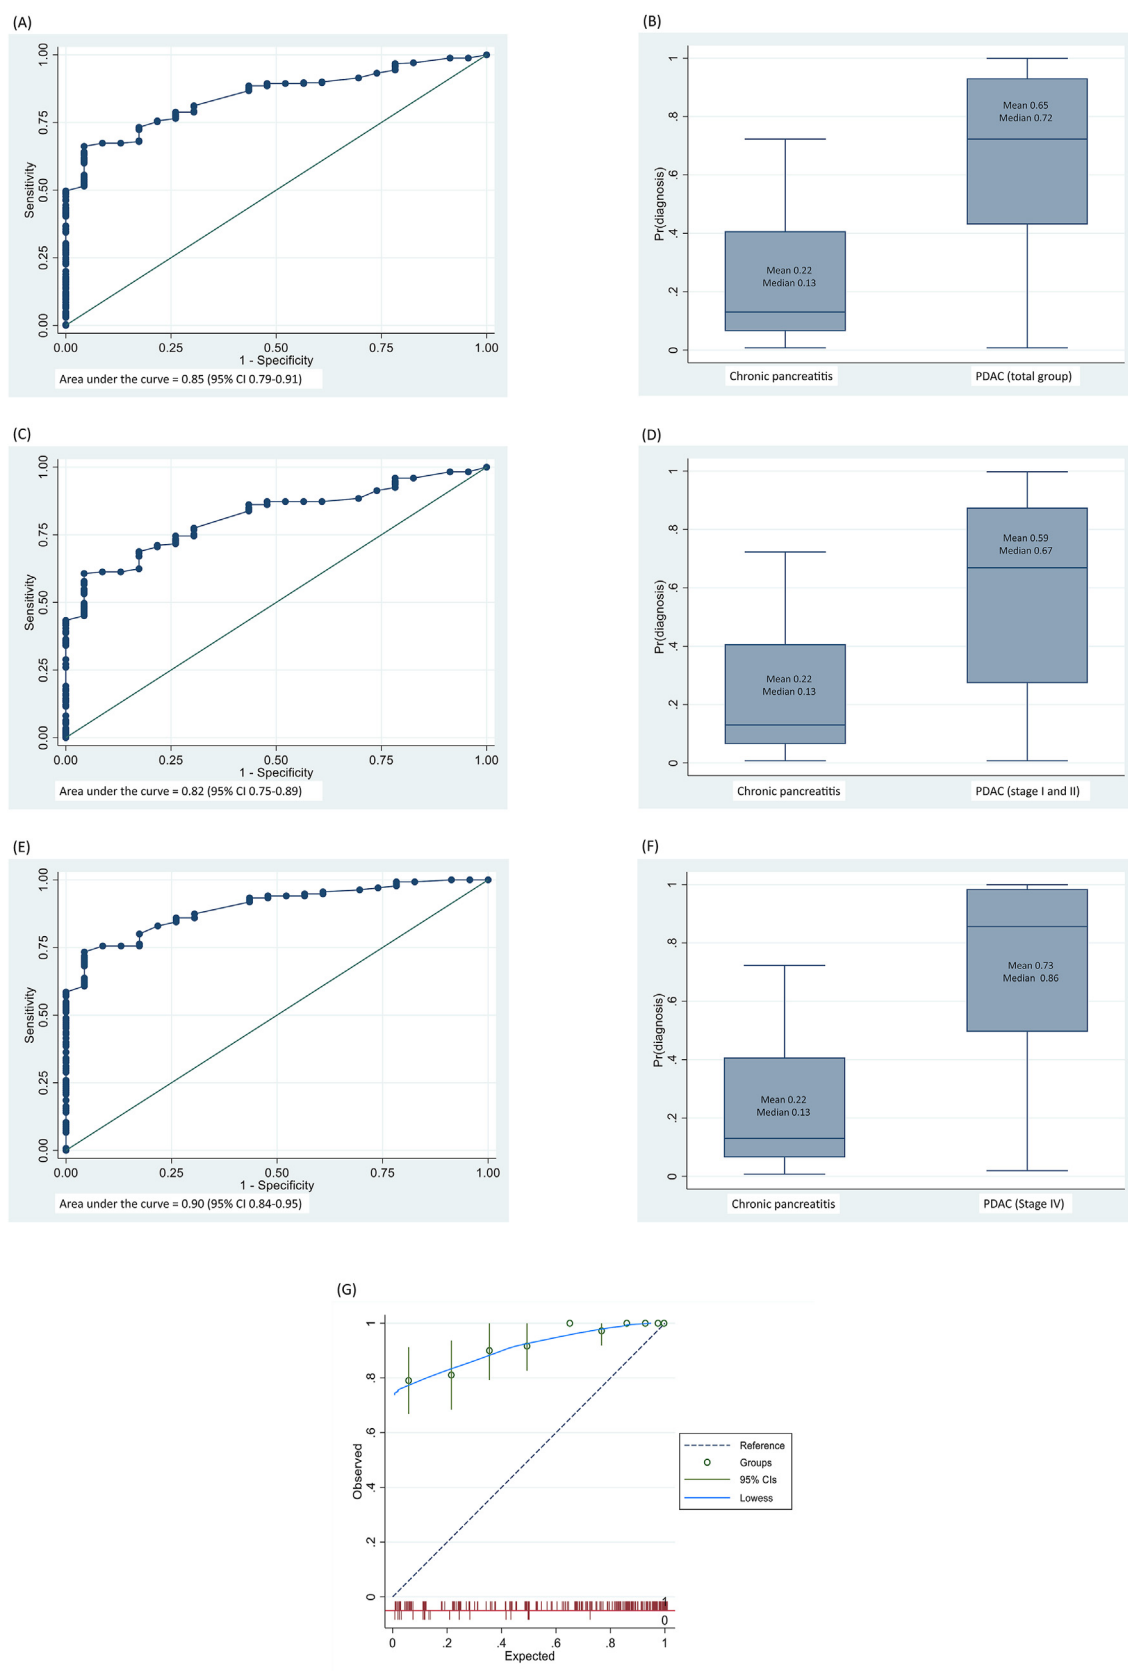 (A)
1.00
0.75
0.50
0.25
0.00
Sensitivity
0.00 0.25 0.50 0.75 1.00
1 - Specificity
Area under the curve = 0.85 (95% CI 0.79-0.91)
(B)
1
.8
.6
.4
.2
0
Pr(diagnosis)
Mean 0.22
Median 0.13
Mean 0.65
Median 0.72
Chronic pancreatitis
PDAC (total group)
(C)
1.00
0.75
0.50
0.25
0.00
Sensitivity
0.00 0.25 0.50 0.75 1.00
1 - Specificity
Area under the curve = 0.82 (95% CI 0.75-0.89)
(D)
1
.8
.6
.4
.2
0
Pr(diagnosis)
Mean 0.22
Median 0.13
Mean 0.59
Median 0.67
Chronic pancreatitis
PDAC (stage I and II)
(E)
1.00
0.75
0.50
0.25
0.00
Sensitivity
0.00 0.25 0.50 0.75 1.00
1 - Specificity
Area under the curve = 0.90 (95% CI 0.84-0.95)
(F)
1
.8
.6
.4
.2
0
Pr(diagnosis)
Mean 0.22
Median 0.13
Mean 0.73
Median 0.86
Chronic pancreatitis
PDAC (Stage IV)
(G)
1
.8
.6
.4
.2
0
Observed
Reference
Groups
95% CIs
Lowess
1
0
0 .2 .4 .6 .8 1
Expected